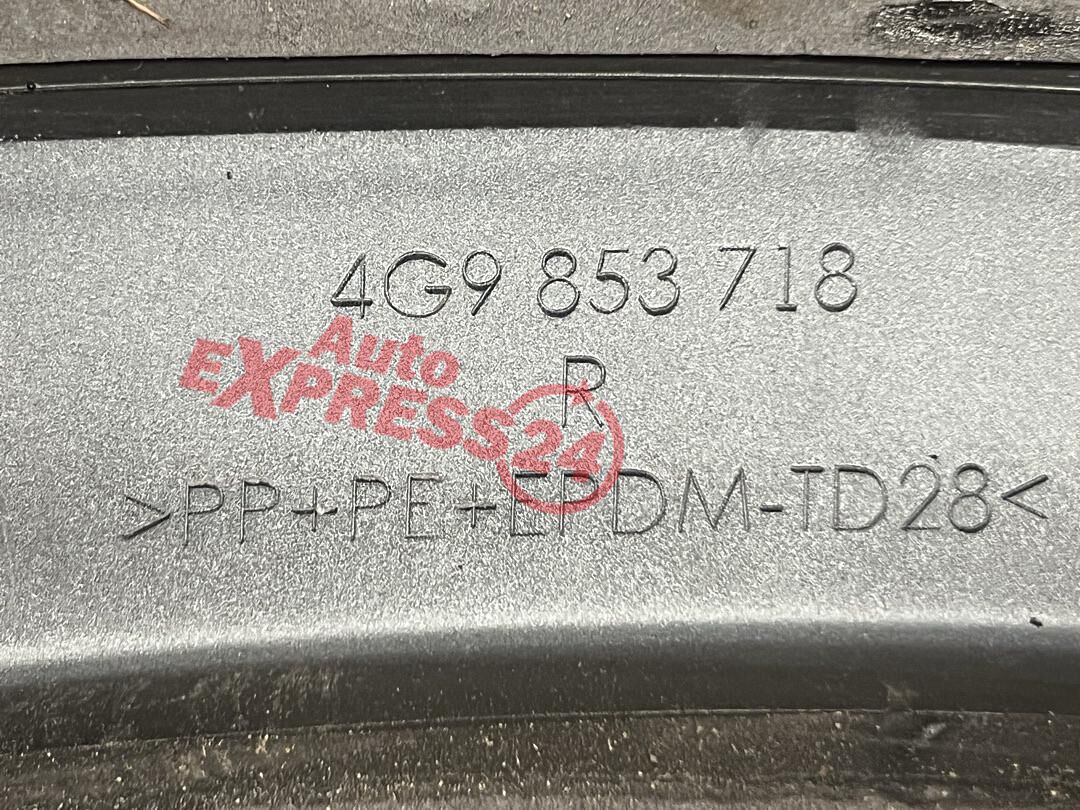 4G9 853 718
Auto
EXPRESS24
R
>PP+PE+EPDM-TD28<